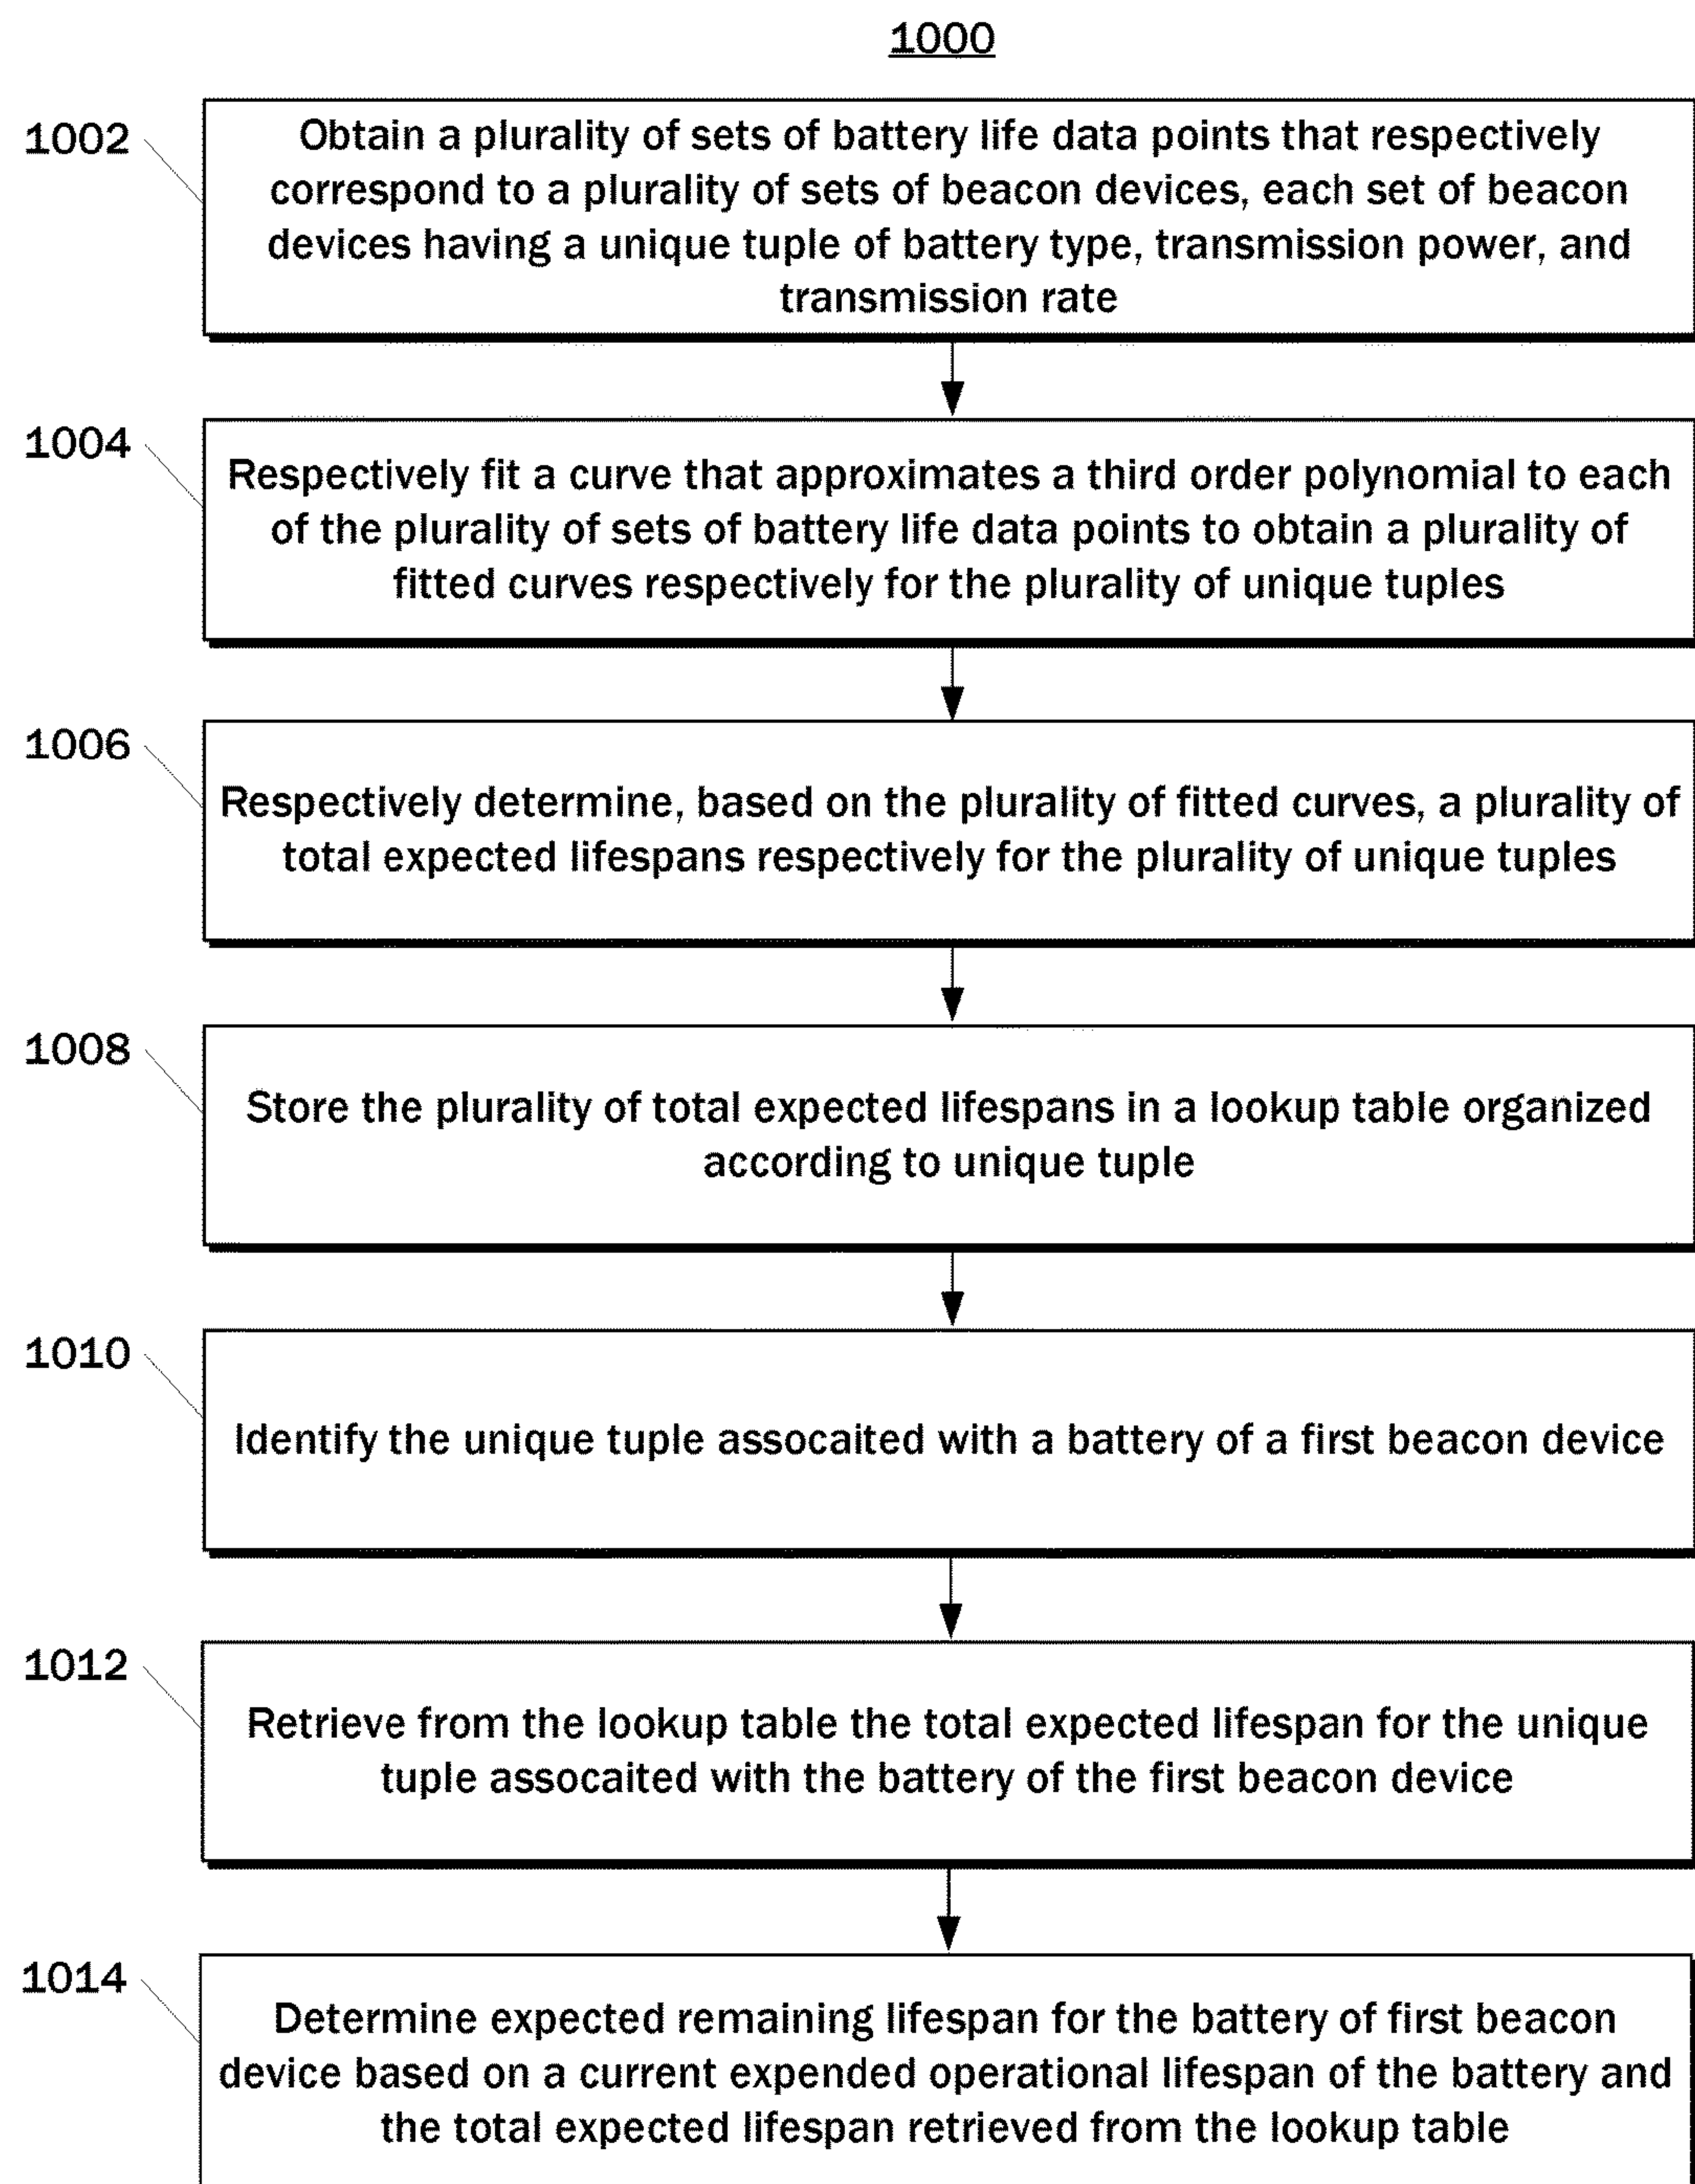 1000
1002
Obtain a plurality of sets of battery life data points that respectively
correspond to a plurality of sets of beacon devices, each set of beacon
devices having a unique tuple of battery type, transmission power, and
transmission rate
1004
Respectively fit a curve that approximates a third order polynomial to each
of the plurality of sets of battery life data points to obtain a plurality of
fitted curves respectively for the plurality of unique tuples
1006
Respectively determine, based on the plurality of fitted curves, a plurality of
total expected lifespans respectively for the plurality of unique tuples
1008
Store the plurality of total expected lifespans in a lookup table organized
according to unique tuple
1010
Identify the unique tuple assocaited with a battery of a first beacon device
1012
Retrieve from the lookup table the total expected lifespan for the unique
tuple assocaited with the battery of the first beacon device
1014
Determine expected remaining lifespan for the battery of first beacon
device based on a current expended operational lifespan of the battery and
the total expected lifespan retrieved from the lookup table